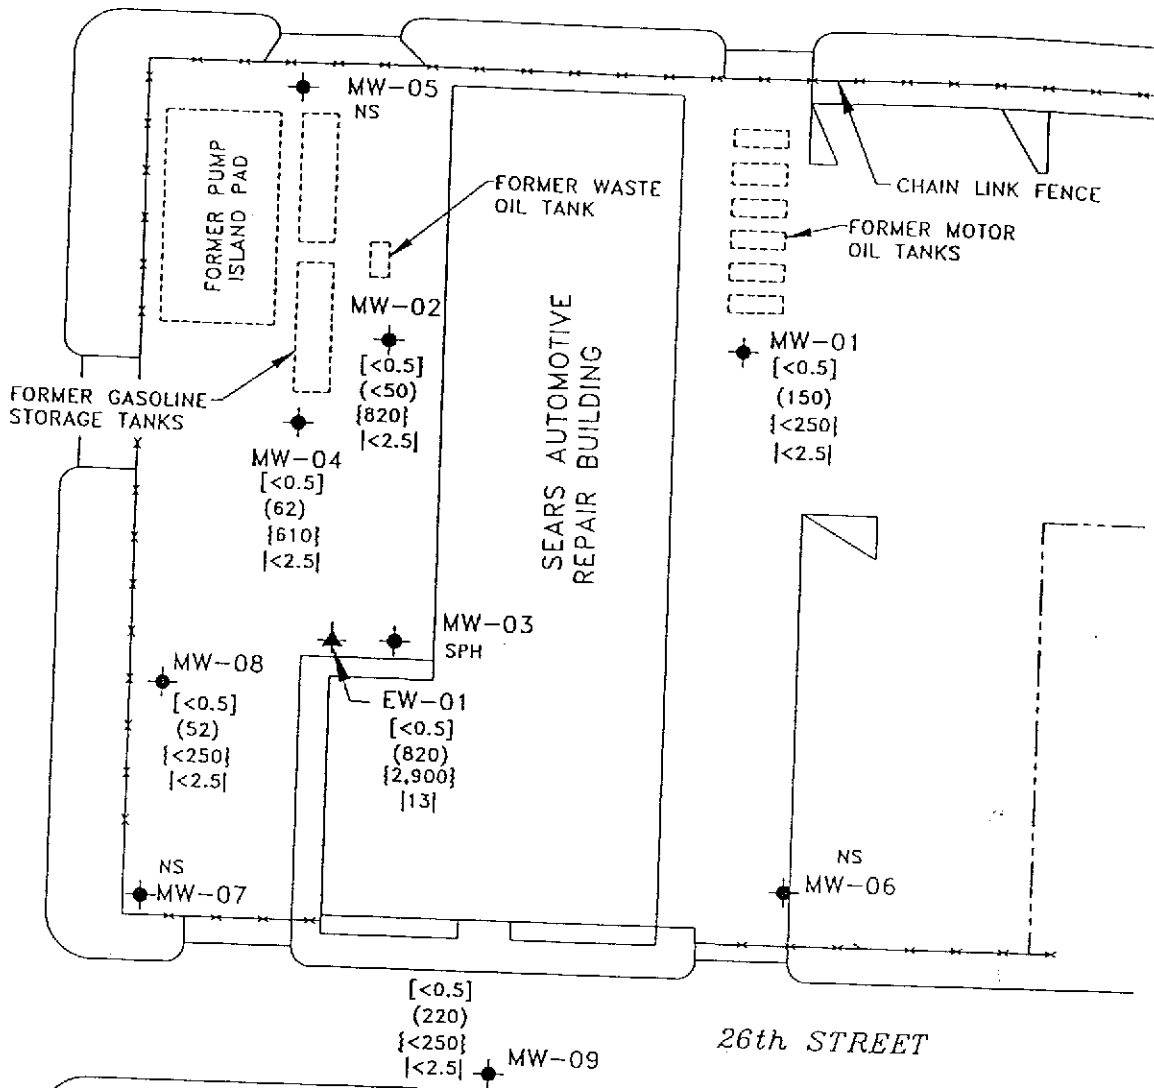 MW-05
NS
FORMER PUMP
ISLAND PAD
FORMER WASTE
OIL TANK
CHAIN LINK FENCE
FORMER MOTOR
OIL TANKS
MW-02
[<0.5]
(<50)
{820}
|<2.5|
MW-01
[<0.5]
(150)
{<250}
|<2.5|
FORMER GASOLINE
STORAGE TANKS
SEARS AUTOMOTIVE
REPAIR BUILDING
MW-04
[<0.5]
(62)
{610}
|<2.5|
MW-03
SPH
MW-08
[<0.5]
(52)
{<250}
|<2.5|
EW-01
[<0.5]
(820)
{2,900}
|13|
NS
MW-07
NS
MW-06
[<0.5]
(220)
{<250}
|<2.5|
MW-09
26th STREET